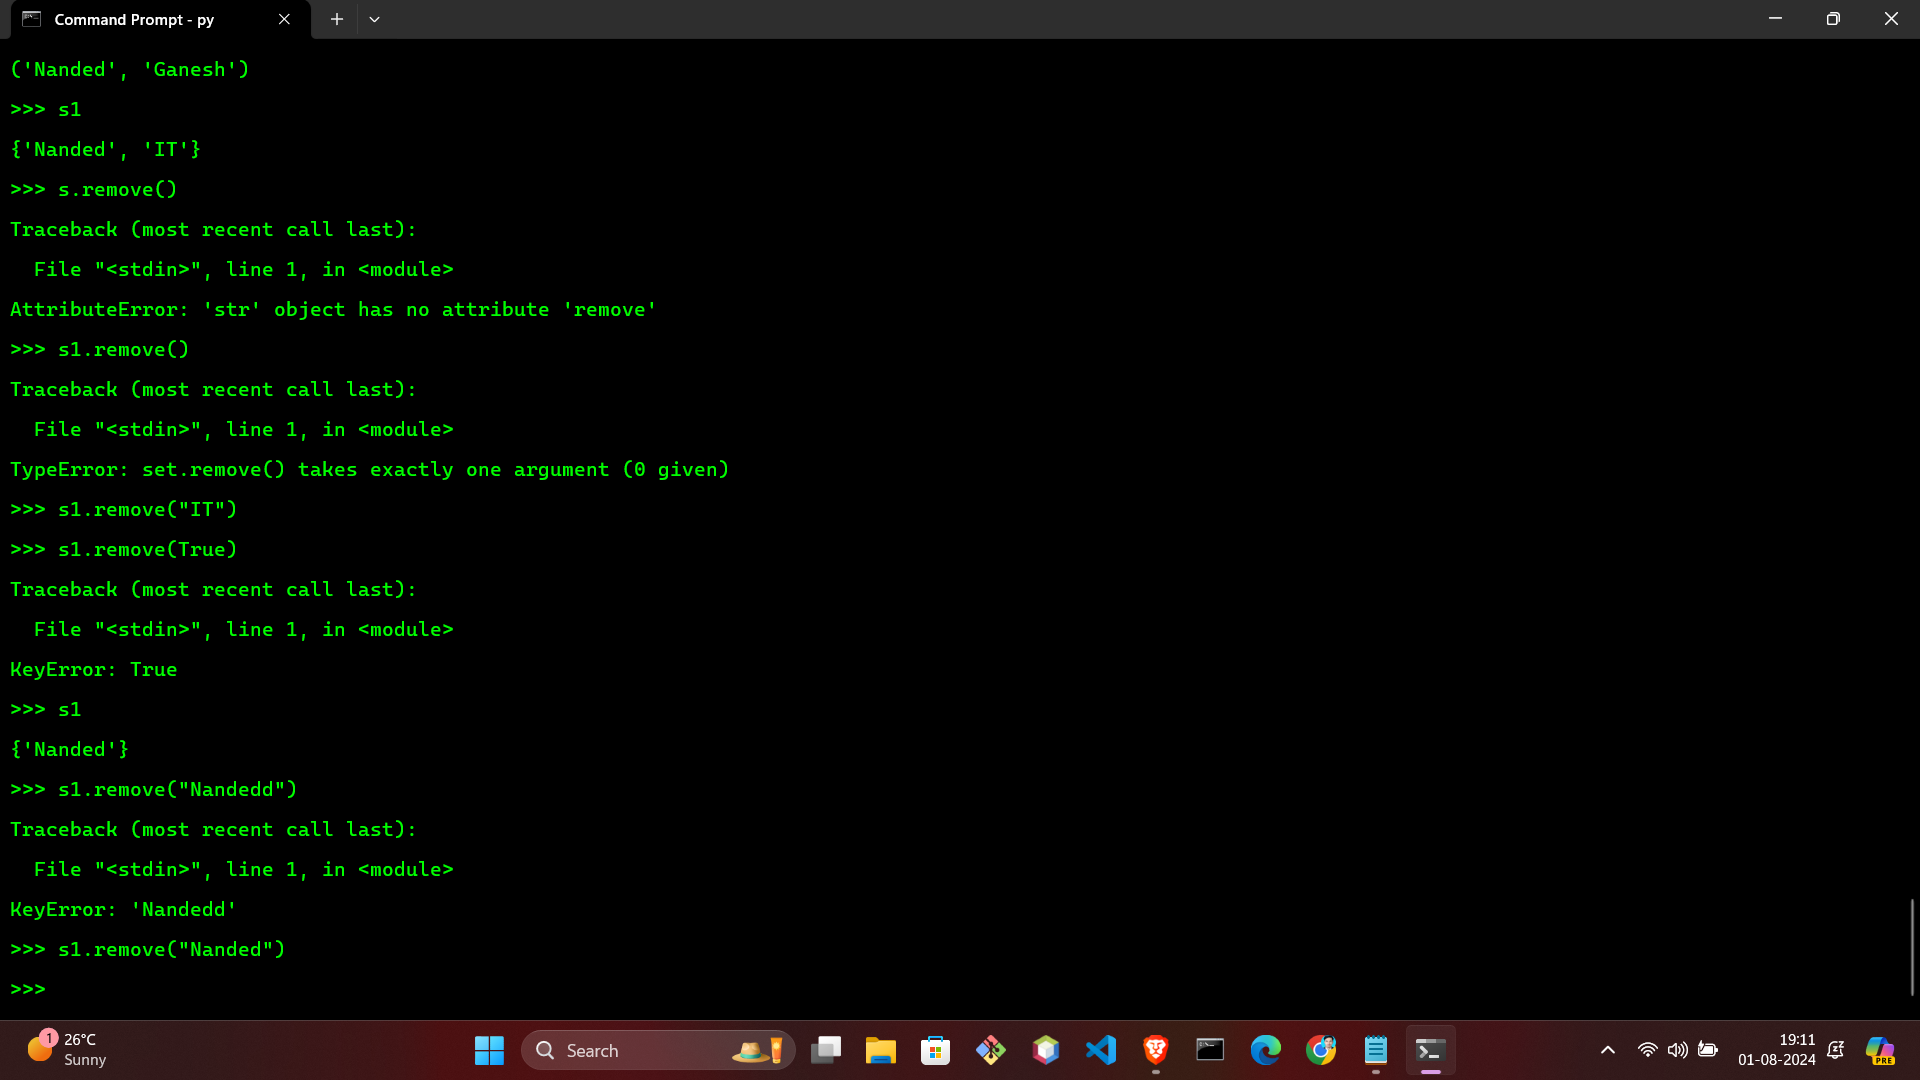 Command Prompt - py
('Nanded', 'Ganesh')
>>> s1
{'Nanded', 'IT'}
>>> s.remove()
Traceback (most recent call last):
  File "<stdin>", line 1, in <module>
AttributeError: 'str' object has no attribute 'remove'
>>> s1.remove()
Traceback (most recent call last):
  File "<stdin>", line 1, in <module>
TypeError: set.remove() takes exactly one argument (0 given)
>>> s1.remove("IT")
>>> s1.remove(True)
Traceback (most recent call last):
  File "<stdin>", line 1, in <module>
KeyError: True
>>> s1
{'Nanded'}
>>> s1.remove("Nandedd")
Traceback (most recent call last):
  File "<stdin>", line 1, in <module>
KeyError: 'Nandedd'
>>> s1.remove("Nanded")
>>>
1
26°C
Sunny
Search
19:11
01-08-2024
PRE